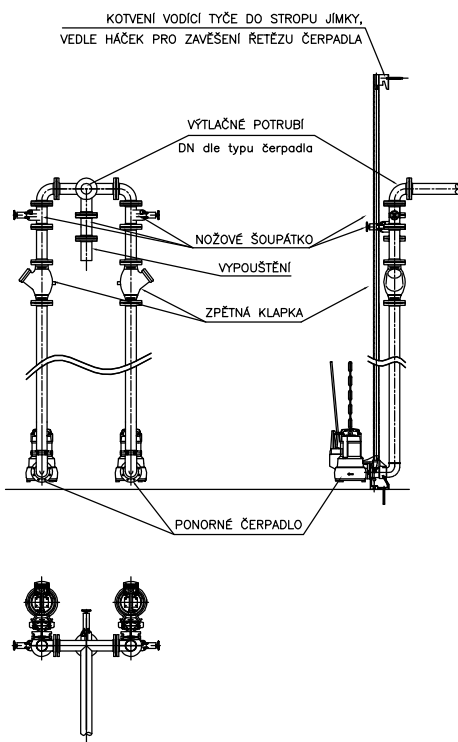 KOTVENÍ VODÍCÍ TYČE DO STROPU JÍMKY,
VEDLE HÁČEK PRO ZAVĚŠENÍ ŘETĚZU ČERPADLA
VÝTLAČNÉ POTRUBÍ
DN dle typu čerpadla
NOŽOVÉ ŠOUPÁTKO
VYPOUŠTĚNÍ
ZPĚTNÁ KLAPKA
PONORNÉ ČERPADLO